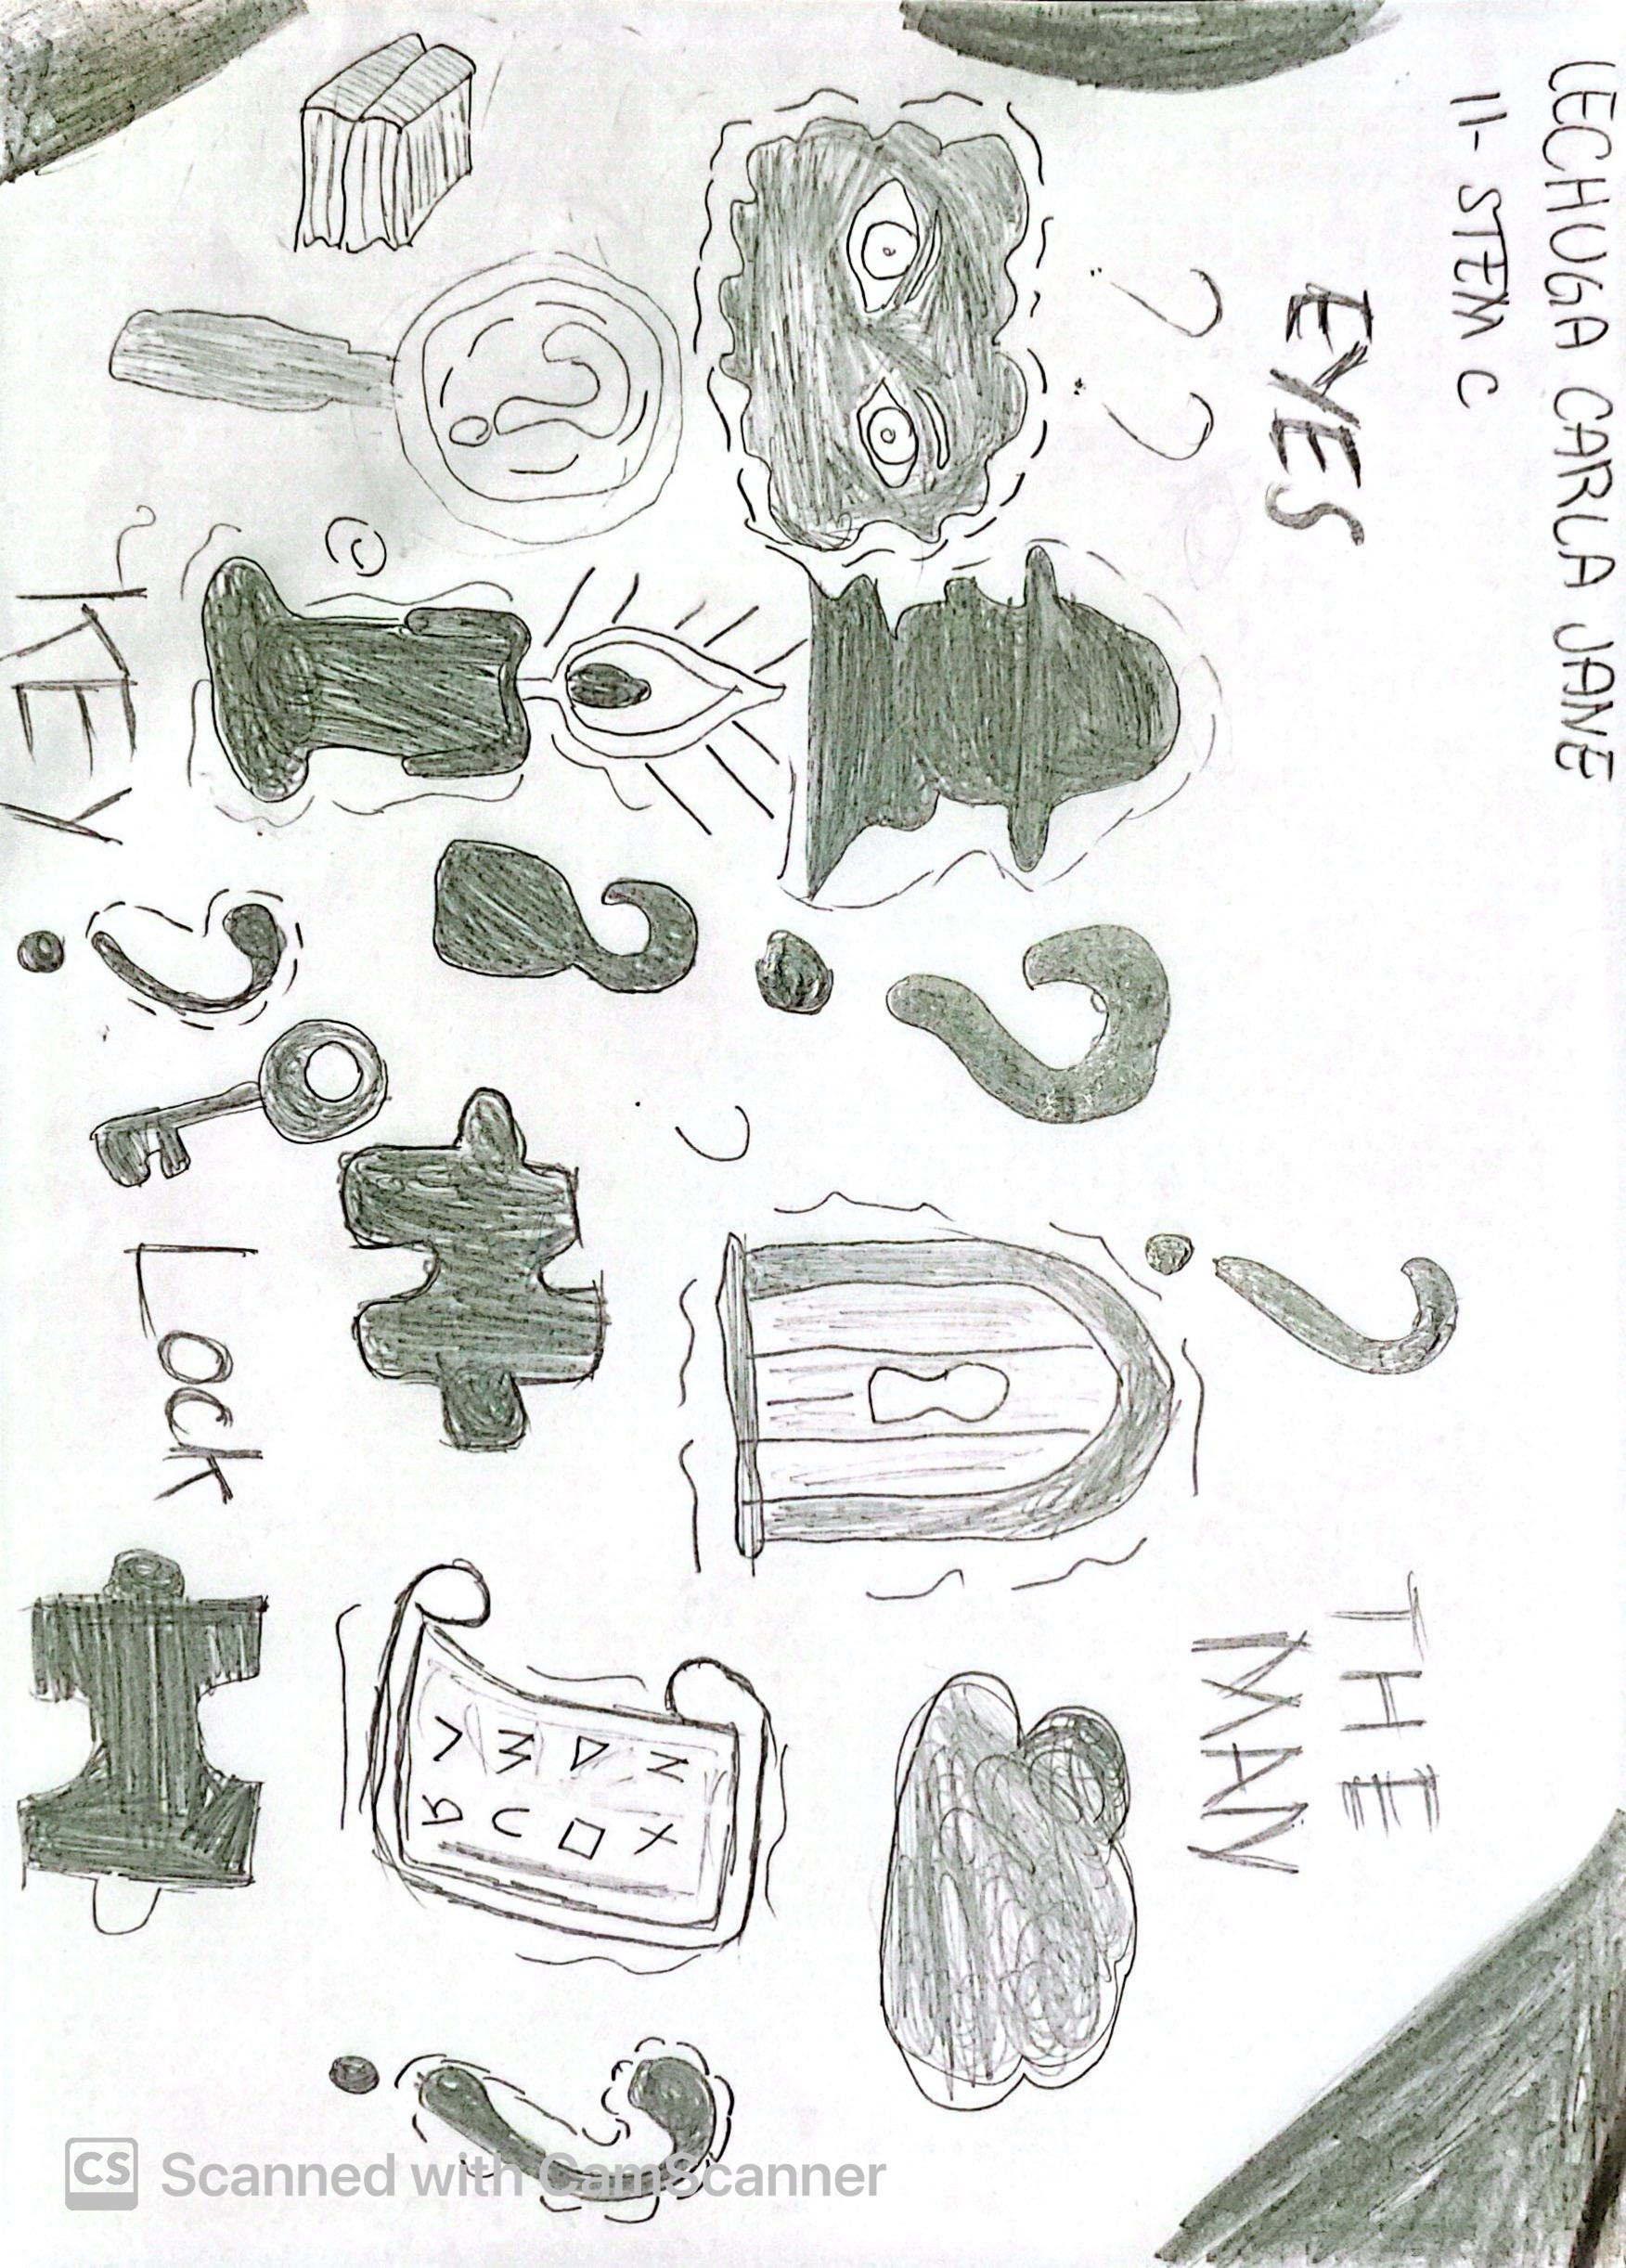 LECHUGA CARLA JANE
11- STEM C
EYES
? ?
?
?
THE
MAN
?
?
N X
▷ □
M U
V R
KEY
?
LOCK
?
CS Scanned with CamScanner